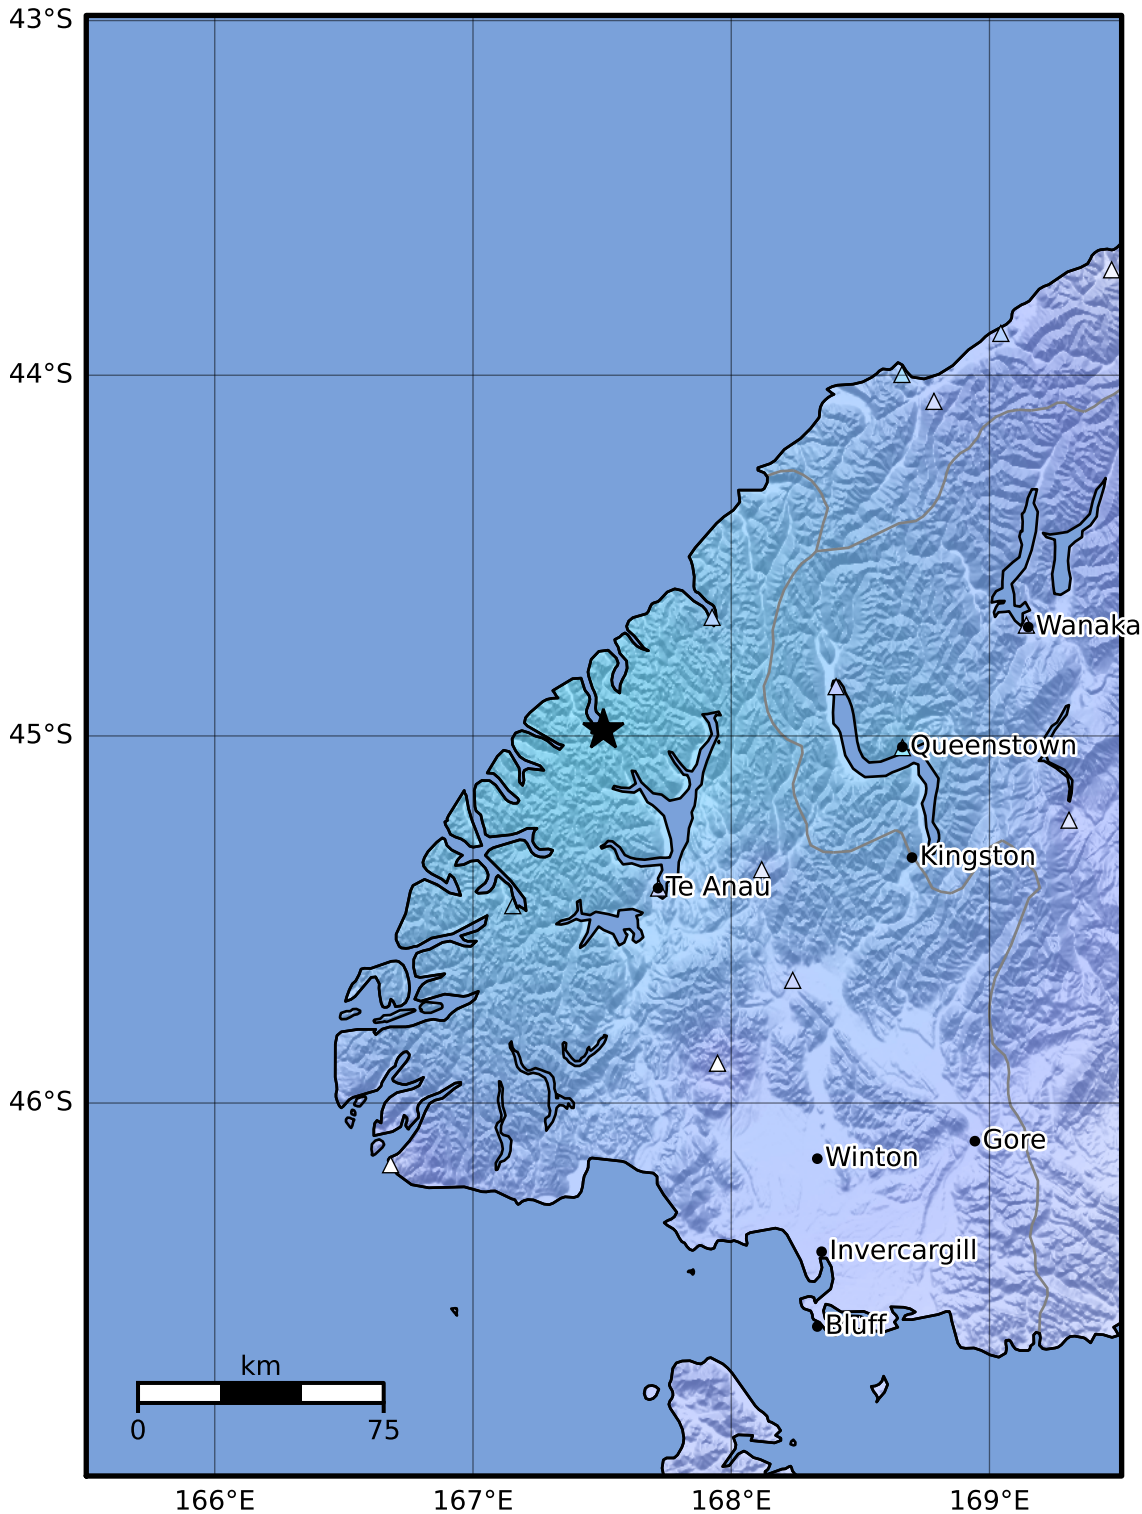 43°S
44°S
Wanaka
45°S
Queenstown
Kingston
Te Anau
46°S
Gore
Winton
Invercargill
Bluff
km
0 75
166°E 167°E 168°E 169°E